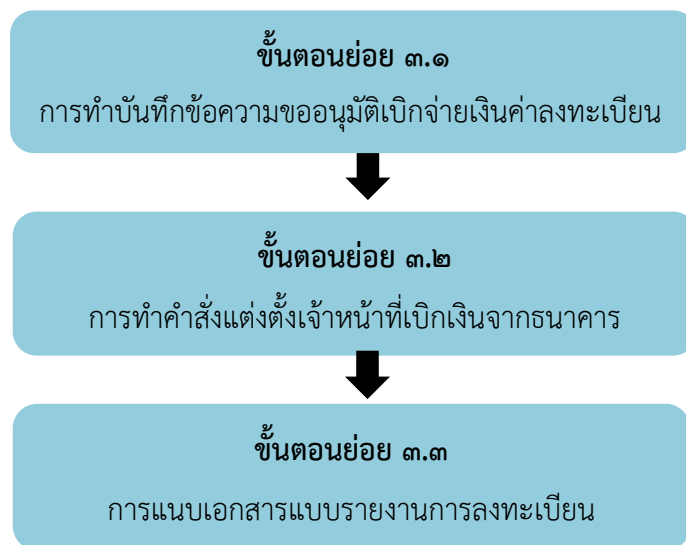 ขั้นตอนย่อย ๓.๑
การทำบันทึกข้อความขออนุมัติเบิกจ่ายเงินค่าลงทะเบียน
ขั้นตอนย่อย ๓.๒
การทำคำสั่งแต่งตั้งเจ้าหน้าที่เบิกเงินจากธนาคาร
ขั้นตอนย่อย ๓.๓
การแนบเอกสารแบบรายงานการลงทะเบียน